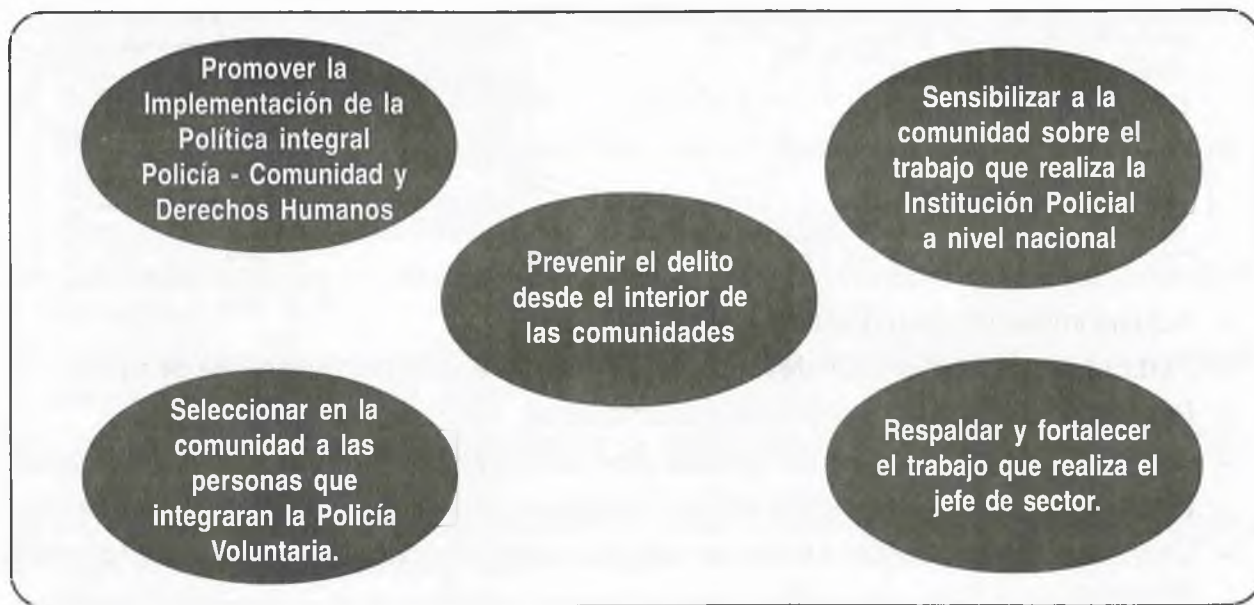 Promover la
Implementación de la
Política integral
Policía - Comunidad y
Derechos Humanos
Sensibilizar a la
comunidad sobre el
trabajo que realiza la
Institución Policial
a nivel nacional
Prevenir el delito
desde el interior de
las comunidades
Seleccionar en la
comunidad a las
personas que
integraran la Policía
Voluntaria.
Respaldar y fortalecer
el trabajo que realiza el
jefe de sector.